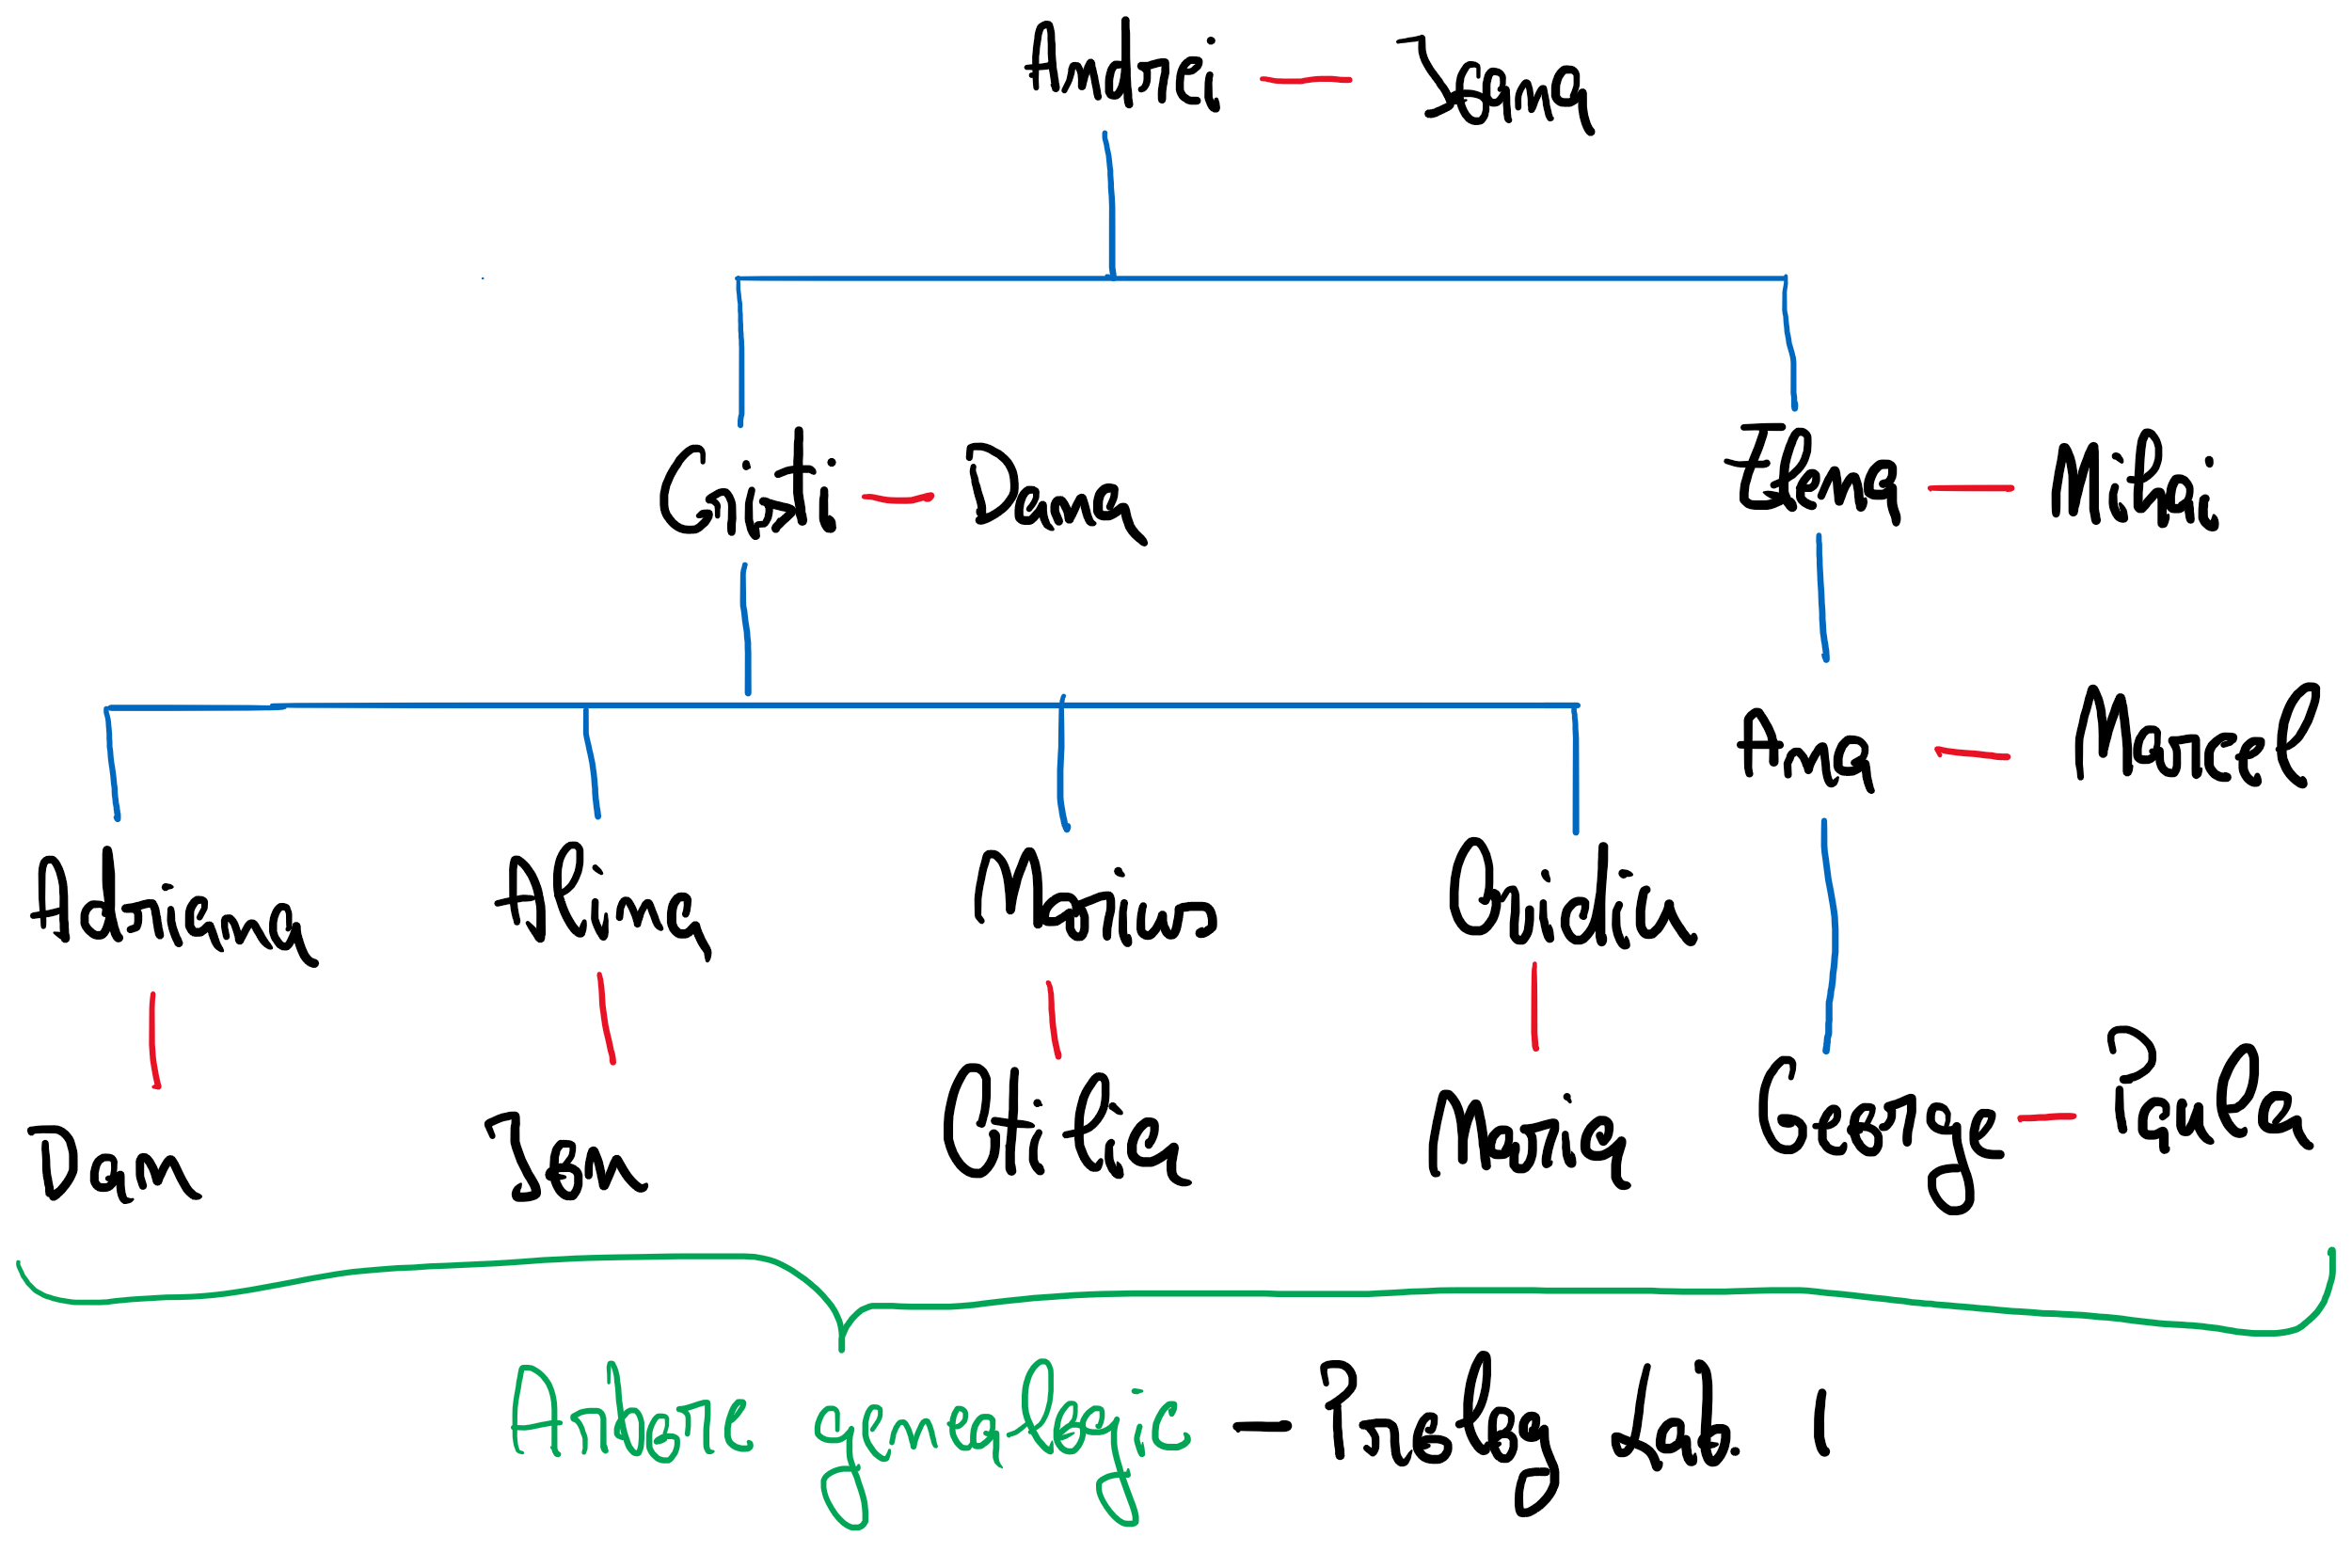 Andrei — Ioana
Cristi — Dana
Elena — Mihai
Ana — Marcel
Adriana
Alina
Marius
Ovidiu
Dan
Ion
Otilia
Maria
George — Paula
Arbore genealogic — Prolog Lab. 1